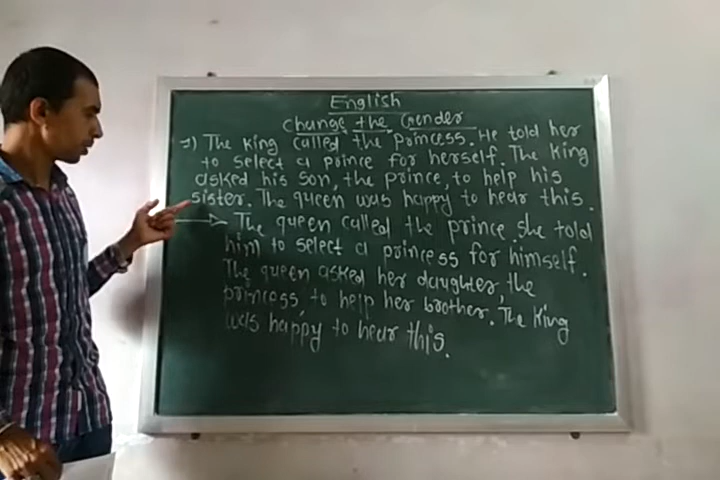 English
Change the Gender
1) The King called the princess. He told her
to select a prince for herself. The King
asked his son, the prince, to help his
sister. The queen was happy to hear this.
The queen called the prince. She told
him to select a princess for himself.
The queen asked her daughter, the
princess, to help her brother. The King
was happy to hear this.